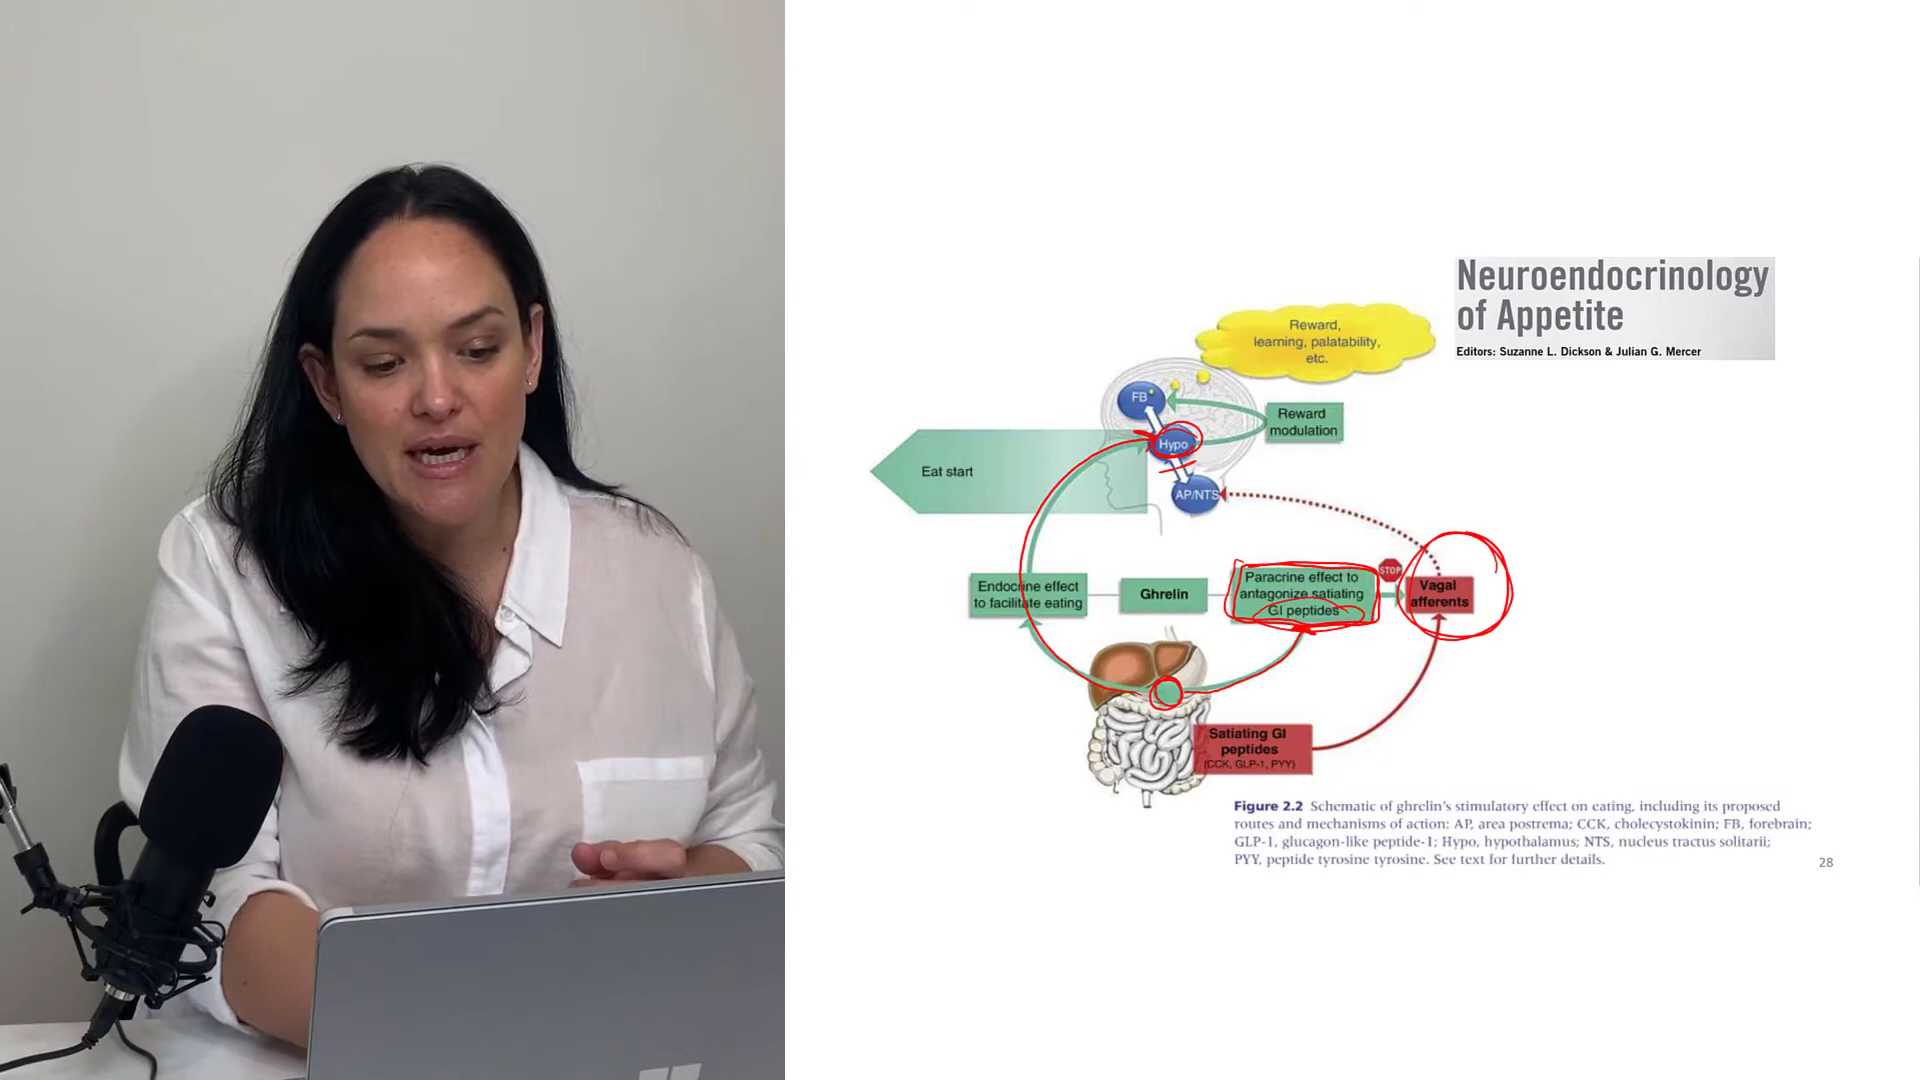 Neuroendocrinology
of Appetite
Editors: Suzanne L. Dickson & Julian G. Mercer
Reward,
learning, palatability,
etc.
FB
Reward
modulation
Hypo
Eat start
AP/NTS
STOP
Endocrine effect
to facilitate eating
Ghrelin
Paracrine effect to
antagonize satiating
GI peptides
Vagal
afferents
Satiating GI
peptides
(CCK, GLP-1, PYY)
Figure 2.2 Schematic of ghrelin's stimulatory effect on eating, including its proposed
routes and mechanisms of action: AP, area postrema; CCK, cholecystokinin; FB, forebrain;
GLP-1, glucagon-like peptide-1; Hypo, hypothalamus; NTS, nucleus tractus solitarii;
PYY, peptide tyrosine tyrosine. See text for further details.
28